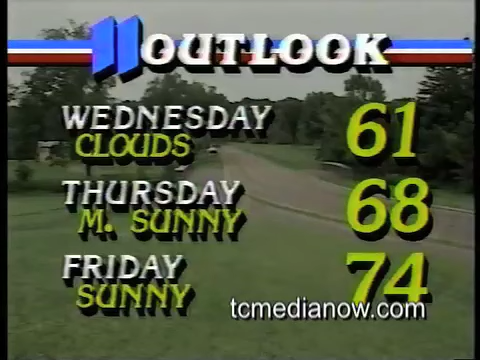 11 OUTLOOK
WEDNESDAY 61
CLOUDS
THURSDAY 68
M. SUNNY
FRIDAY 74
SUNNY
tcmedianow.com